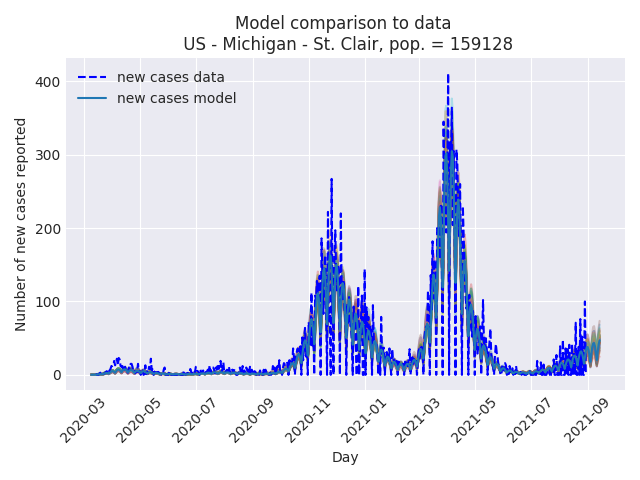 Model comparison to data
US - Michigan - St. Clair, pop. = 159128
new cases data
new cases model
Number of new cases reported
400
300
200
100
0
2020-03
2020-05
2020-07
2020-09
2020-11
2021-01
2021-03
2021-05
2021-07
2021-09
Day